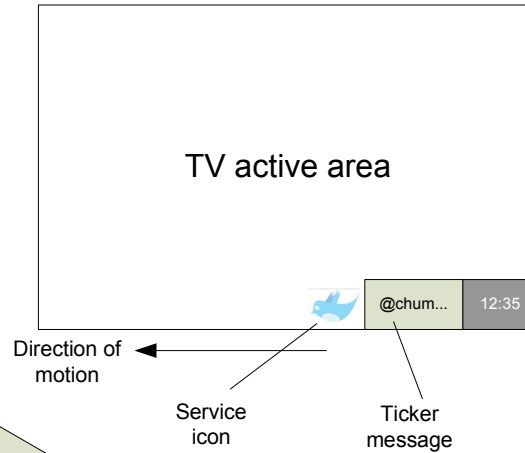 TV active area
@chum...
12:35
Direction of
motion
Service
icon
Ticker
message